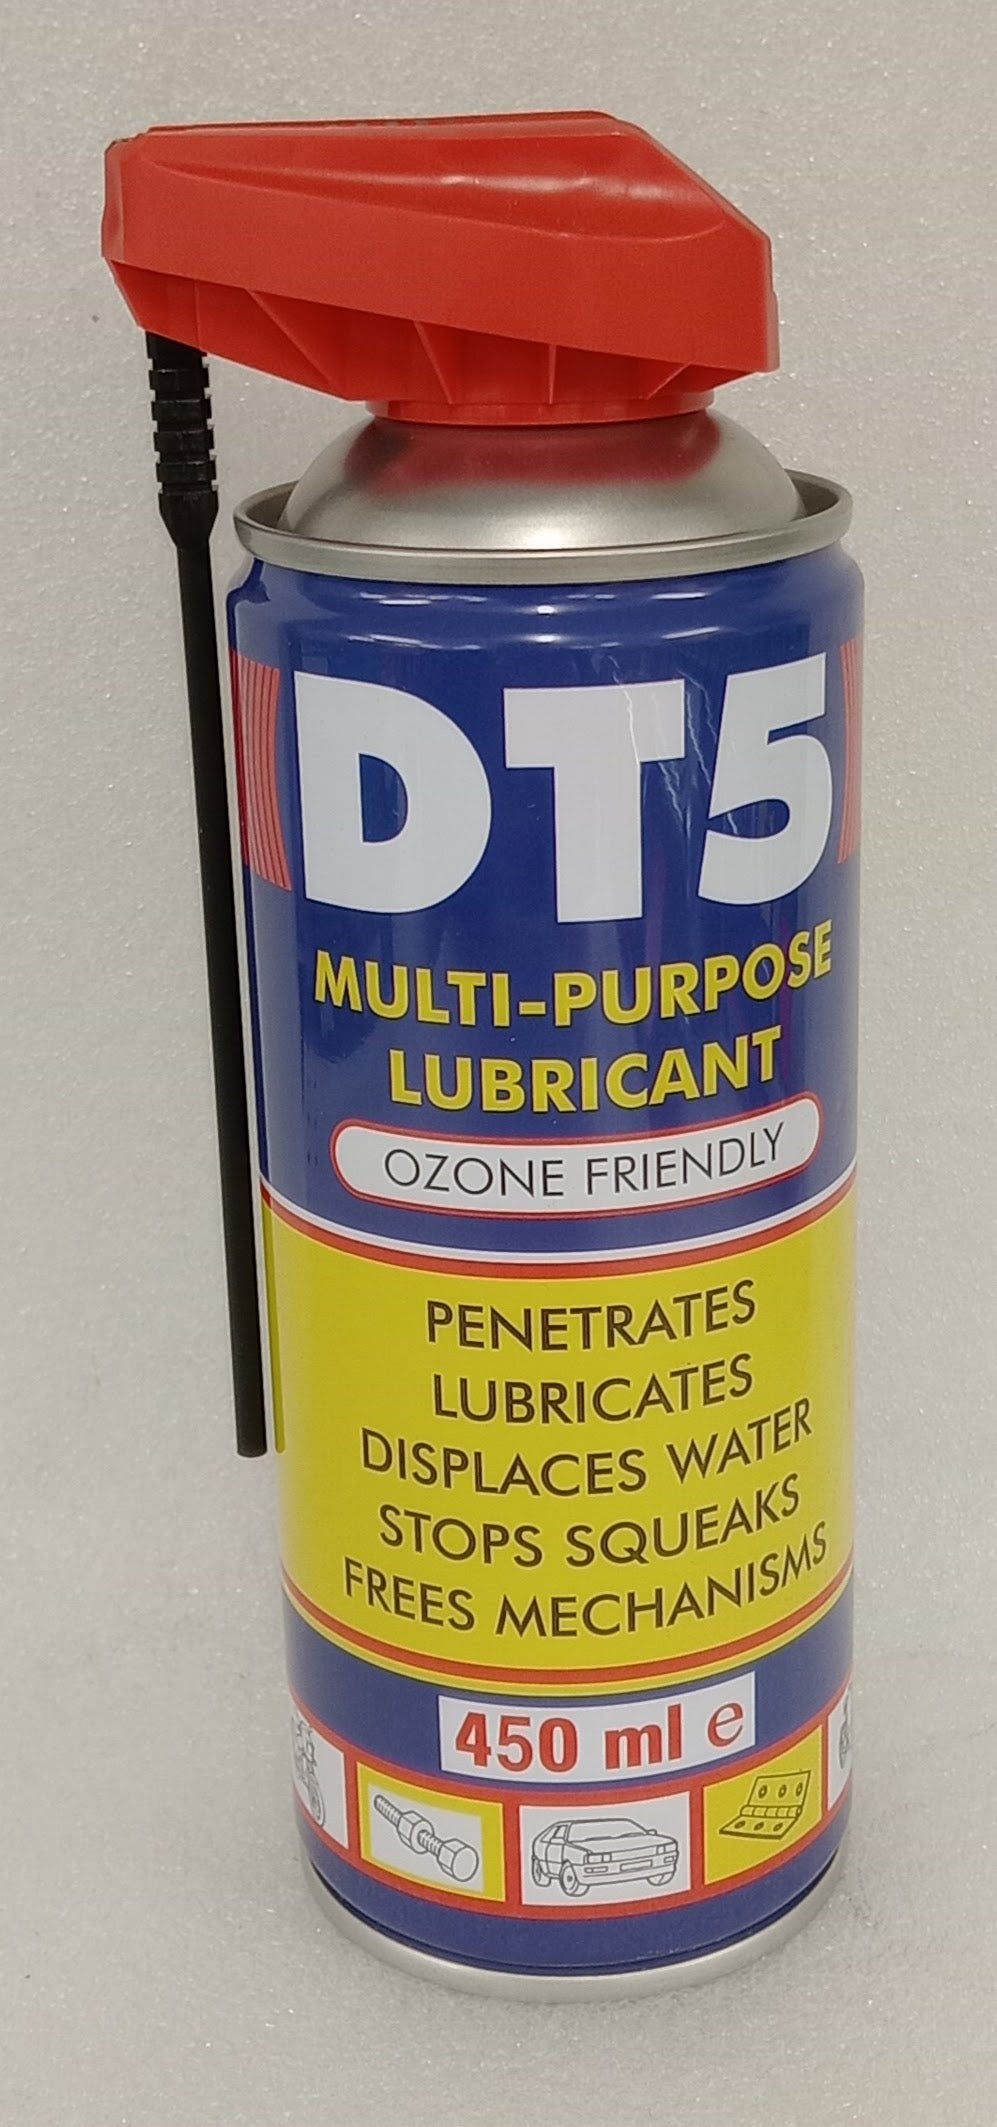 DT5
MULTI-PURPOSE
LUBRICANT
OZONE FRIENDLY
PENETRATES
LUBRICATES
DISPLACES WATER
STOPS SQUEAKS
FREES MECHANISMS
450 ml e